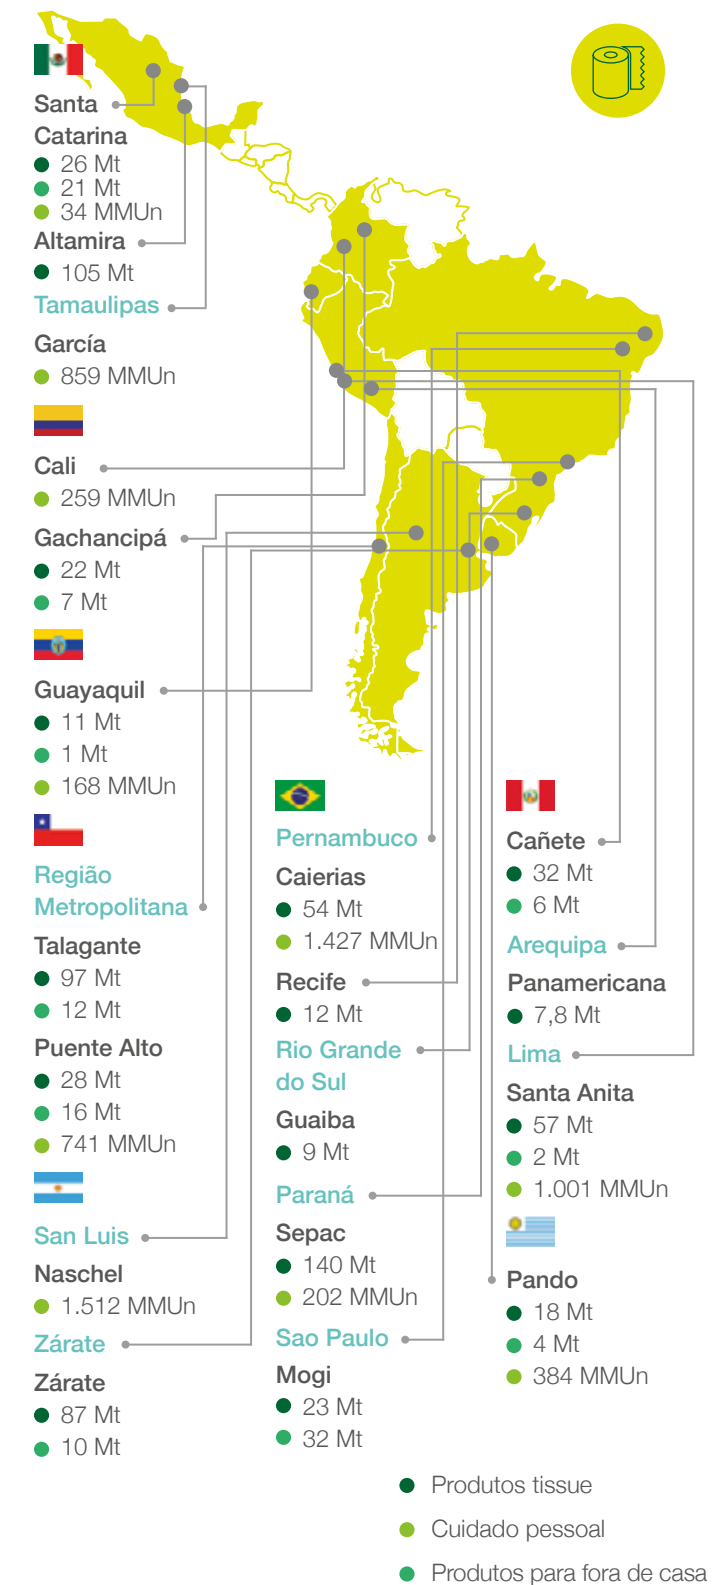 Santa
Catarina
26 Mt
21 Mt
34 MMUn
Altamira
105 Mt
Tamaulipas
García
859 MMUn
Cali
259 MMUn
Gachancipá
22 Mt
7 Mt
Guayaquil
11 Mt
1 Mt
168 MMUn
Região
Metropolitana
Talagante
97 Mt
12 Mt
Puente Alto
28 Mt
16 Mt
741 MMUn
San Luis
Naschel
1.512 MMUn
Zárate
Zárate
87 Mt
10 Mt
Pernambuco
Caierias
54 Mt
1.427 MMUn
Recife
12 Mt
Rio Grande
do Sul
Guaiba
9 Mt
Paraná
Sepac
140 Mt
202 MMUn
Sao Paulo
Mogi
23 Mt
32 Mt
Cañete
32 Mt
6 Mt
Arequipa
Panamericana
7,8 Mt
Lima
Santa Anita
57 Mt
2 Mt
1.001 MMUn
Pando
18 Mt
4 Mt
384 MMUn
Produtos tissue
Cuidado pessoal
Produtos para fora de casa